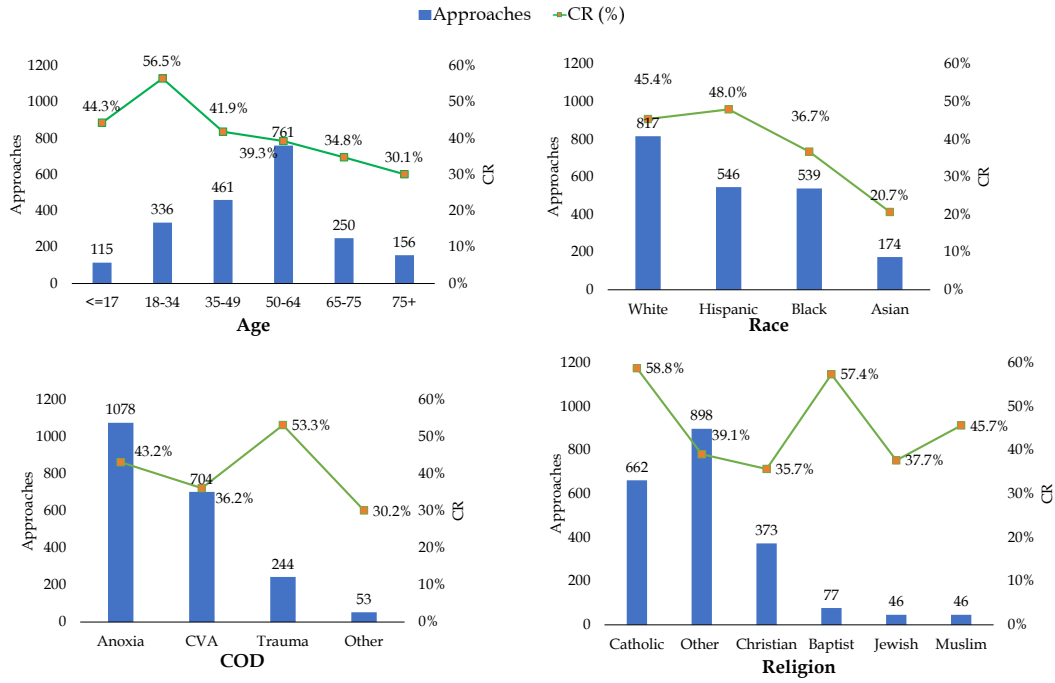 Approaches CR (%)
1200 60%
56.5%
1000 50%
44.3% 41.9%
800 761 40%
39.3% 34.8%
600 30.1% 30%
461
400 336 20%
250
200 115 156 10%
0 0%
<=17 18-34 35-49 50-64 65-75 75+
Approaches
CR
Age
1200 60%
45.4% 48.0%
1000 50%
817 36.7%
800 40%
546 539
600 30%
20.7%
400 20%
174
200 10%
0 0%
White Hispanic Black Asian
Approaches
CR
Race
1200 60%
1078 53.3%
1000 50%
43.2%
800 704 40%
36.2%
600 30.2% 30%
400 20%
244
200 53 10%
0 0%
Anoxia CVA Trauma Other
Approaches
CR
COD
1200 60%
58.8% 57.4%
1000 50%
898 45.7%
800 39.1% 40%
662 35.7% 37.7%
600 30%
373
400 20%
200 77 46 46 10%
0 0%
Catholic Other Christian Baptist Jewish Muslim
Approaches
CR
Religion